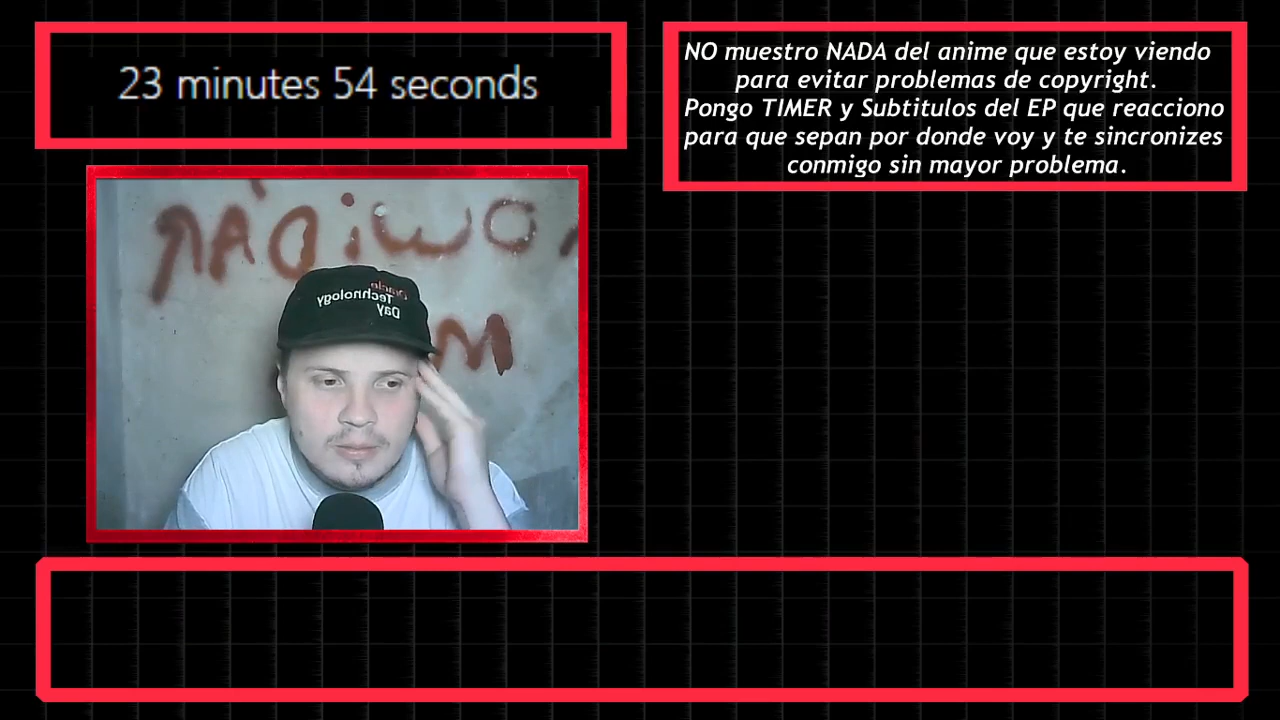 23 minutes 54 seconds
NO muestro NADA del anime que estoy viendo
para evitar problemas de copyright.
Pongo TIMER y Subtitulos del EP que reacciono
para que sepan por donde voy y te sincronizes
conmigo sin mayor problema.
Oracle
Technology
Day